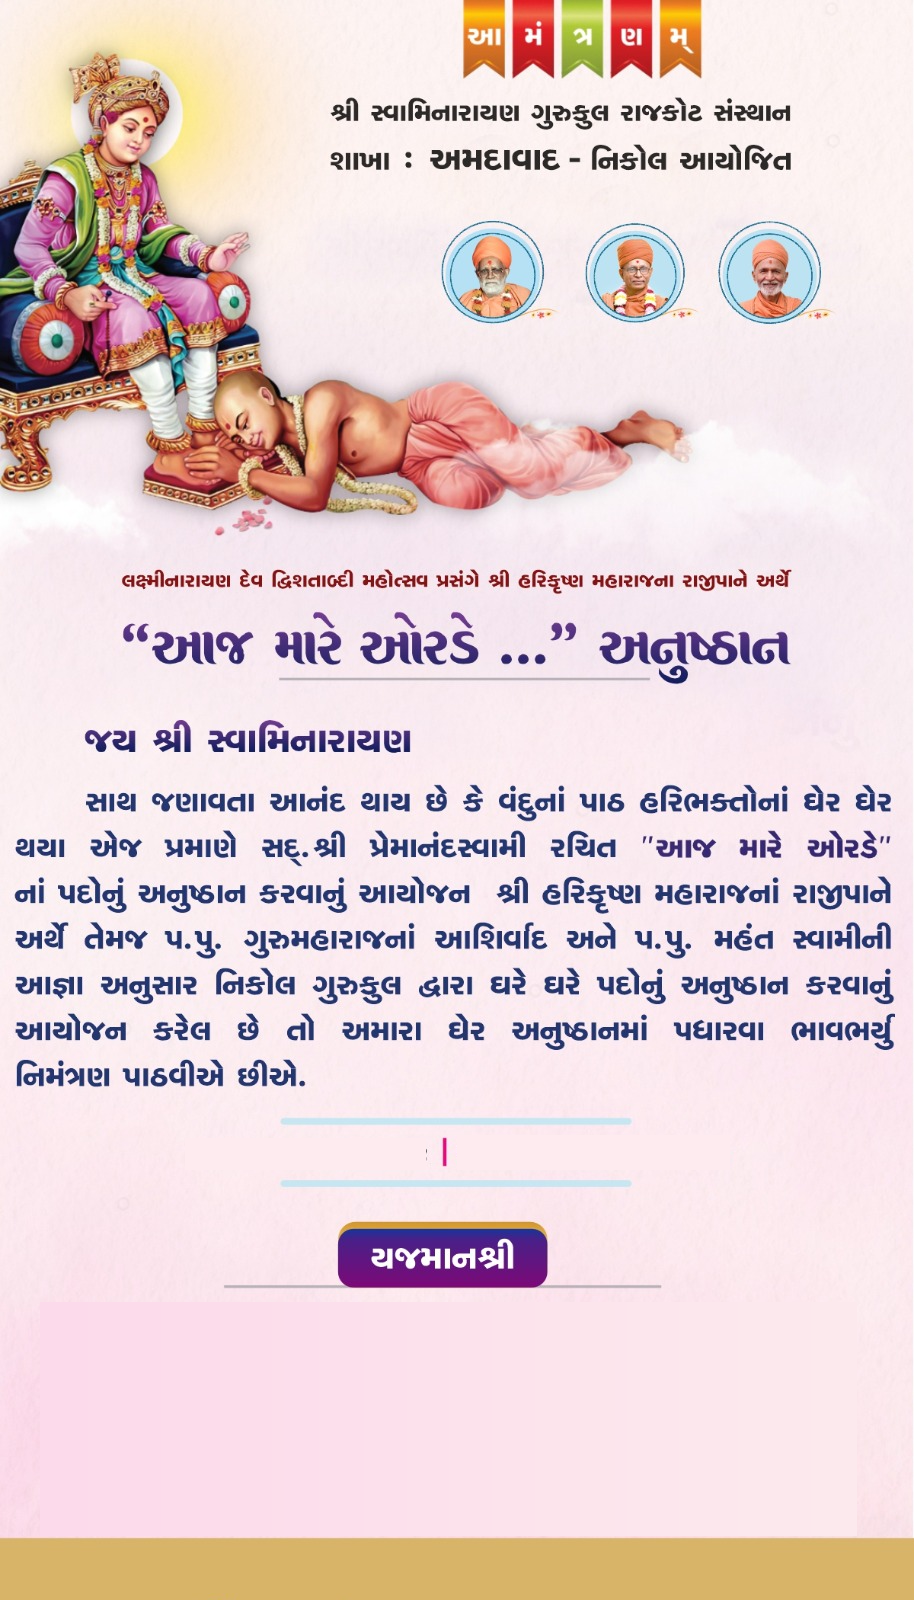 આમંત્રણમ્
શ્રી સ્વામિનારાયણ ગુરુકુલ રાજકોટ સંસ્થાન
શાખા : અમદાવાદ - નિકોલ આયોજિત
લક્ષ્મીનારાયણ દેવ દ્વિશતાબ્દી મહોત્સવ પ્રસંગે શ્રી હરિકૃષ્ણ મહારાજના રાજીપાને અર્થે
“આજ મારે ઓરડે ...” અનુષ્ઠાન
જય શ્રી સ્વામિનારાયણ
સાથ જણાવતા આનંદ થાય છે કે વંદુનાં પાઠ હરિભક્તોનાં ઘેર ઘેર
થયા એજ પ્રમાણે સદ્.શ્રી પ્રેમાનંદસ્વામી રચિત "આજ મારે ઓરડે"
નાં પદોનું અનુષ્ઠાન કરવાનું આયોજન શ્રી હરિકૃષ્ણ મહારાજનાં રાજીપાને
અર્થે તેમજ પ.પુ. ગુરુમહારાજનાં આશિર્વાદ અને પ.પુ. મહંત સ્વામીની
આજ્ઞા અનુસાર નિકોલ ગુરુકુલ દ્વારા ઘરે ઘરે પદોનું અનુષ્ઠાન કરવાનું
આયોજન કરેલ છે તો અમારા ઘેર અનુષ્ઠાનમાં પધારવા ભાવભર્યુ
નિમંત્રણ પાઠવીએ છીએ.
યજમાનશ્રી